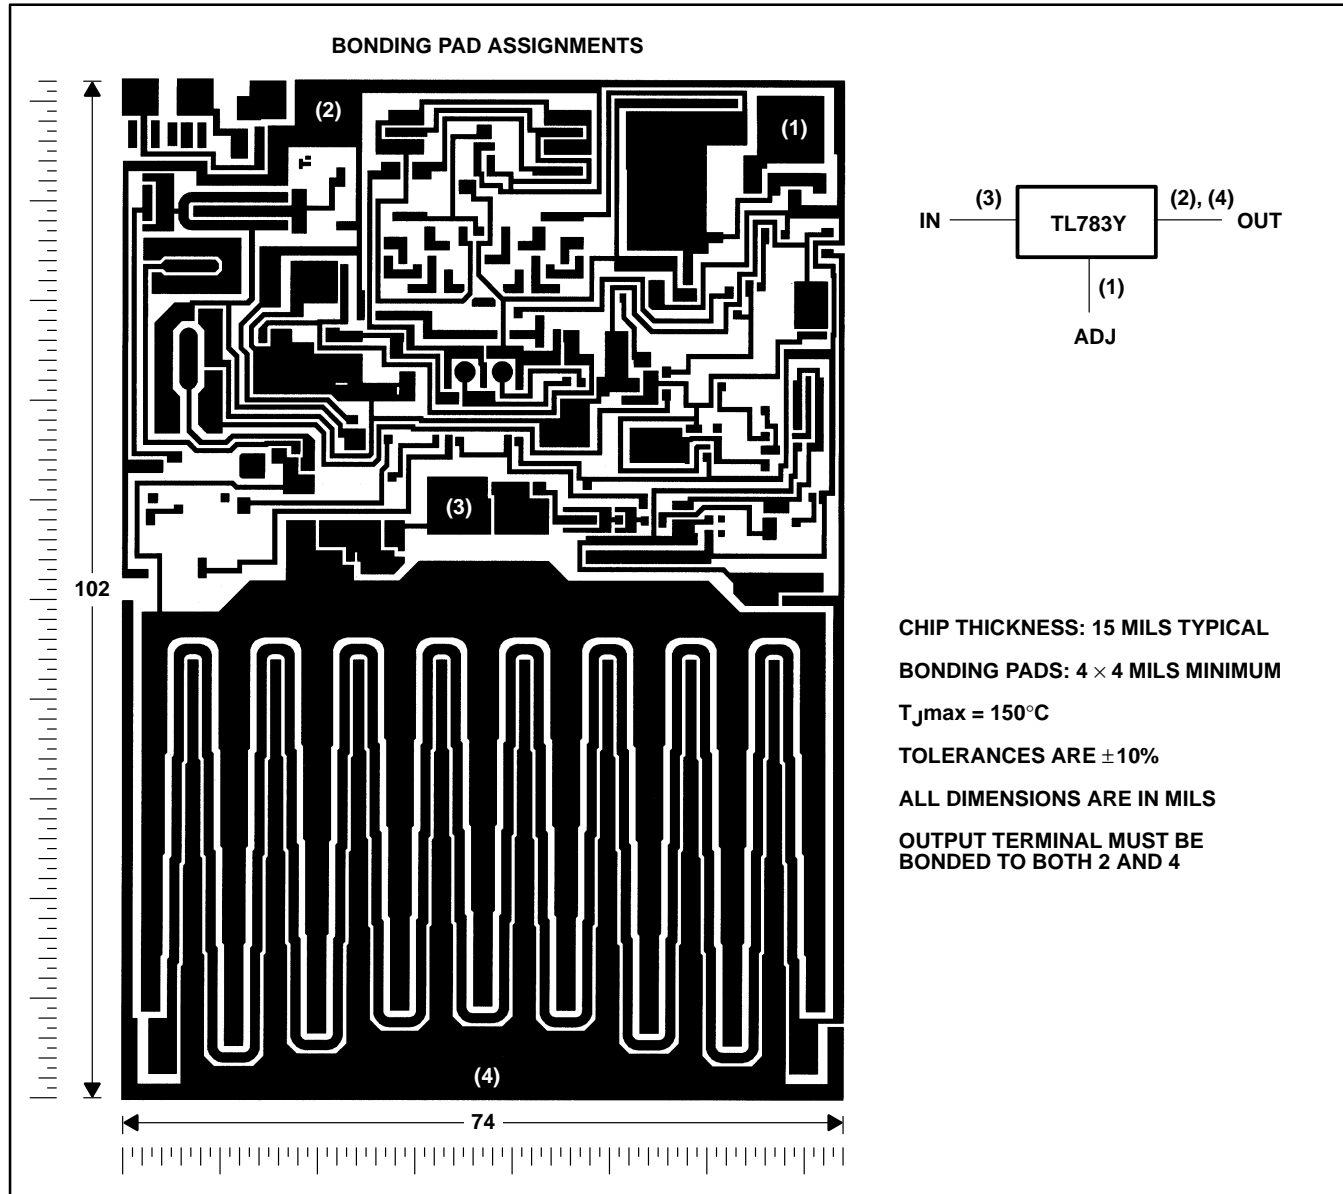 BONDING PAD ASSIGNMENTS
(2)
(1)
(3)
(4)
102
74
IN
(3)
TL783Y
(2), (4)
OUT
(1)
ADJ
CHIP THICKNESS: 15 MILS TYPICAL
BONDING PADS: 4 × 4 MILS MINIMUM
TJmax = 150°C
TOLERANCES ARE ±10%
ALL DIMENSIONS ARE IN MILS
OUTPUT TERMINAL MUST BE
BONDED TO BOTH 2 AND 4